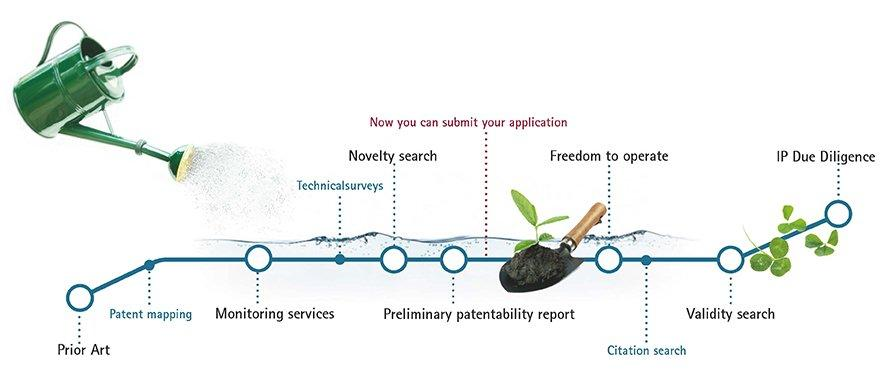 Now you can submit your application
Novelty search
Freedom to operate
IP Due Diligence
Technicalsurveys
Patent mapping
Monitoring services
Preliminary patentability report
Validity search
Prior Art
Citation search